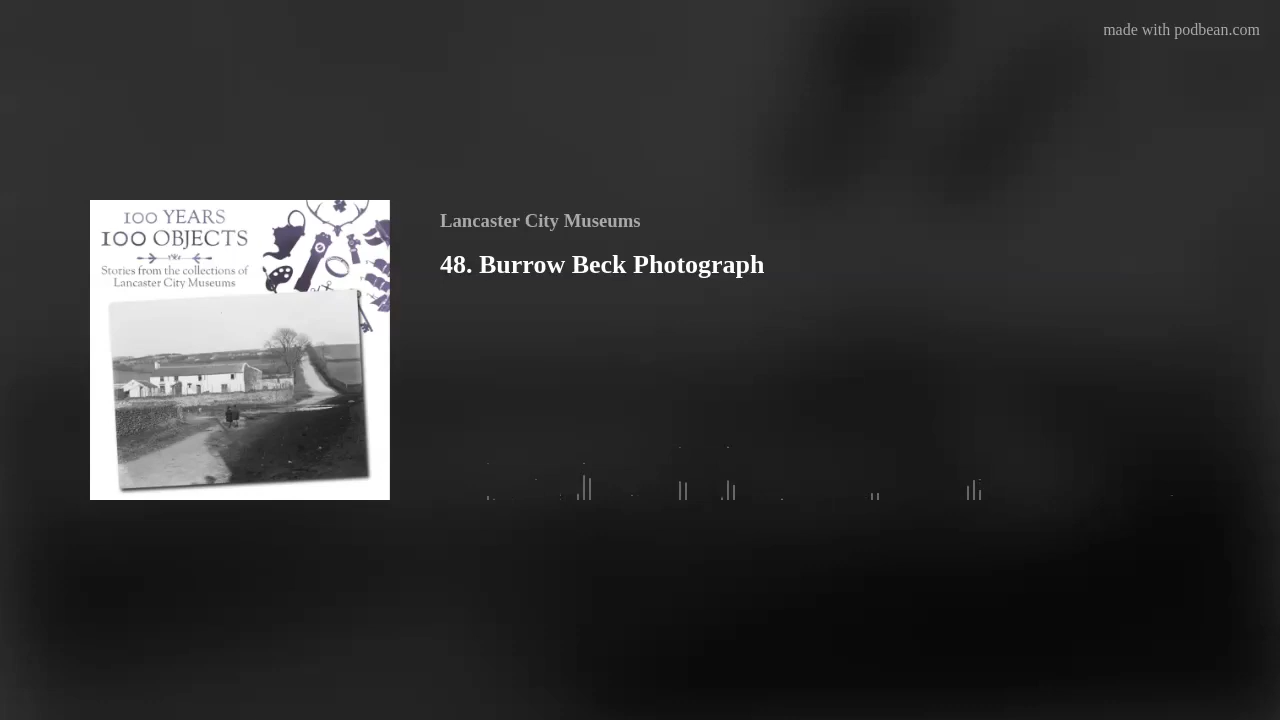 made with podbean.com
100 YEARS
100 OBJECTS
Stories from the collections of
Lancaster City Museums
Lancaster City Museums
48. Burrow Beck Photograph